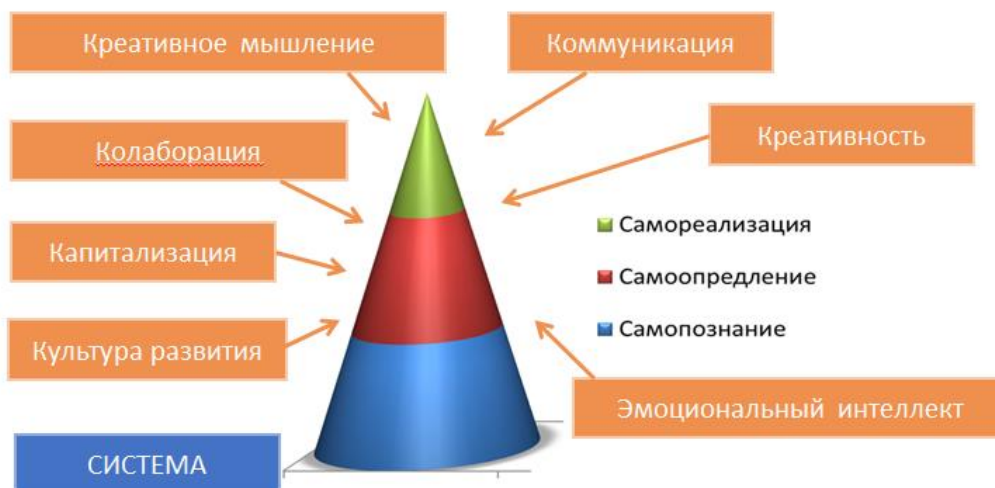 Креативное мышление
Коммуникация
Колаборация
Креативность
Капитализация
Самореализация
Самоопредление
Самопознание
Культура развития
Эмоциональный интеллект
СИСТЕМА